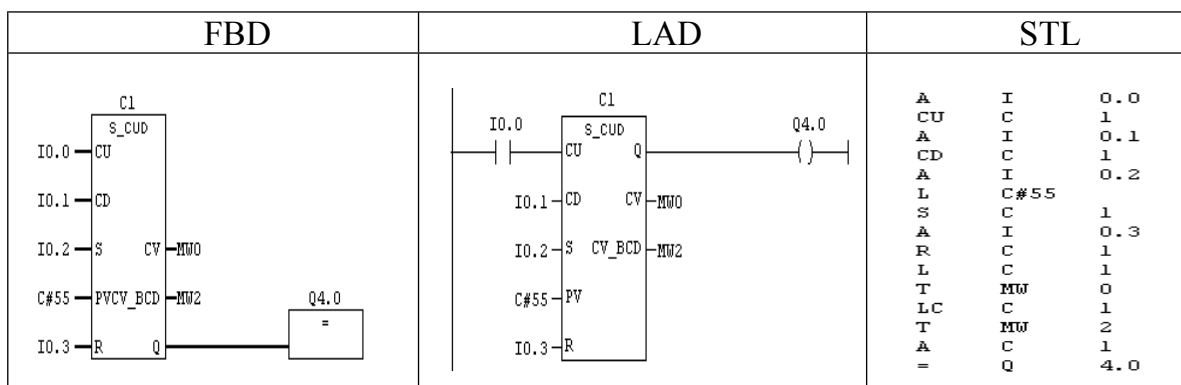 FBD
LAD
STL
C1
S_CUD
I0.0 CU
I0.1 CD
I0.2 S CV MW0
C#55 PV CV_BCD MW2
I0.3 R Q
Q4.0
=
C1
I0.0 S_CUD Q4.0
CU Q ( )
I0.1 CD CV MW0
I0.2 S CV_BCD MW2
C#55 PV
I0.3 R
A I 0.0
CU C 1
A I 0.1
CD C 1
A I 0.2
L C#55
S C 1
A I 0.3
R C 1
L C 1
T MW 0
LC C 1
T MW 2
A C 1
= Q 4.0